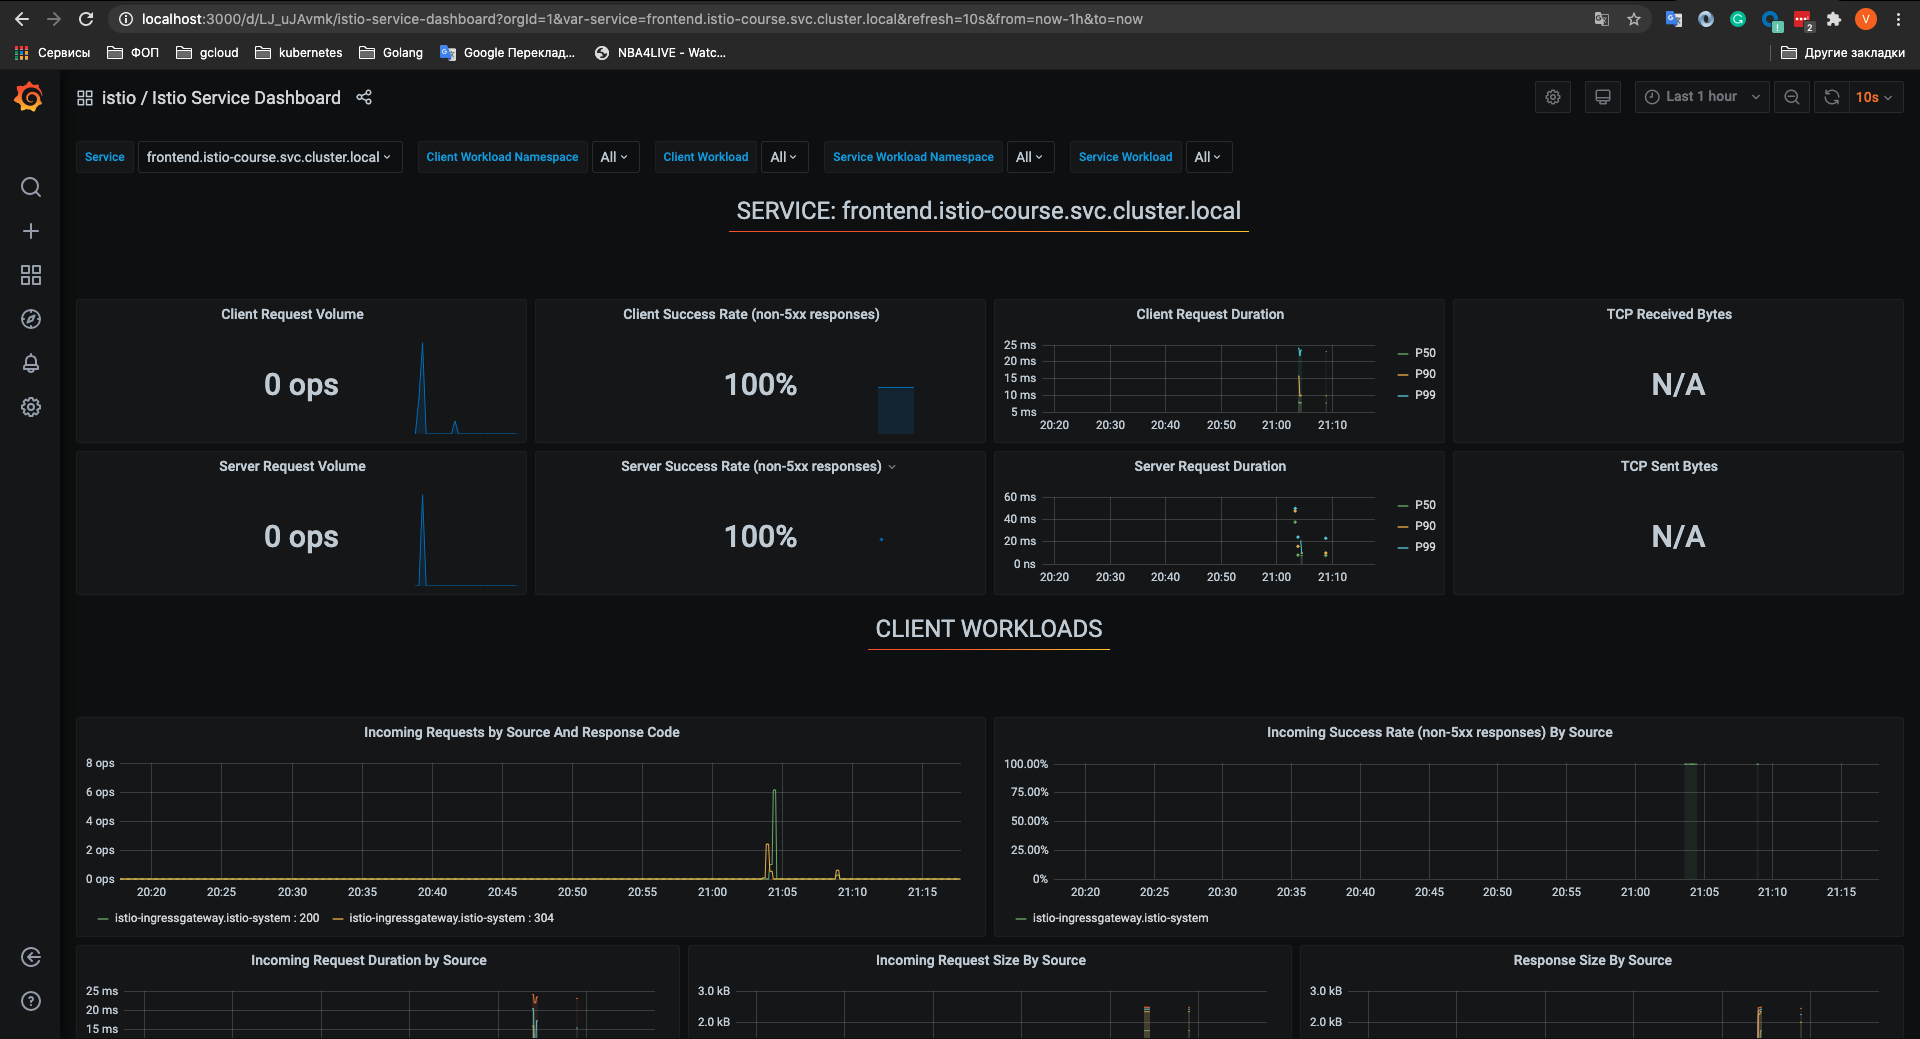 localhost:3000/d/LJ_uJAvmk/istio-service-dashboard?orgId=1&var-service=frontend.istio-course.svc.cluster.local&refresh=10s&from=now-1h&to=now
2
V
Сервисы ФОП gcloud kubernetes Golang Google Переклад... NBA4LIVE - Watc... Другие закладки
istio / Istio Service Dashboard Last 1 hour 10s
Service frontend.istio-course.svc.cluster.local Client Workload Namespace All Client Workload All Service Workload Namespace All Service Workload All
SERVICE: frontend.istio-course.svc.cluster.local
Client Request Volume
0 ops
Client Success Rate (non-5xx responses)
100%
Client Request Duration
25 ms
20 ms
15 ms
10 ms
5 ms
20:20 20:30 20:40 20:50 21:00 21:10
P50
P90
P99
TCP Received Bytes
N/A
Server Request Volume
0 ops
Server Success Rate (non-5xx responses)
100%
Server Request Duration
60 ms
40 ms
20 ms
0 ns
20:20 20:30 20:40 20:50 21:00 21:10
P50
P90
P99
TCP Sent Bytes
N/A
CLIENT WORKLOADS
Incoming Requests by Source And Response Code
8 ops
6 ops
4 ops
2 ops
0 ops
20:20 20:25 20:30 20:35 20:40 20:45 20:50 20:55 21:00 21:05 21:10 21:15
istio-ingressgateway.istio-system : 200 istio-ingressgateway.istio-system : 304
Incoming Success Rate (non-5xx responses) By Source
100.00%
75.00%
50.00%
25.00%
0%
20:20 20:25 20:30 20:35 20:40 20:45 20:50 20:55 21:00 21:05 21:10 21:15
istio-ingressgateway.istio-system
Incoming Request Duration by Source
25 ms
20 ms
15 ms
Incoming Request Size By Source
3.0 kB
2.0 kB
Response Size By Source
3.0 kB
2.0 kB